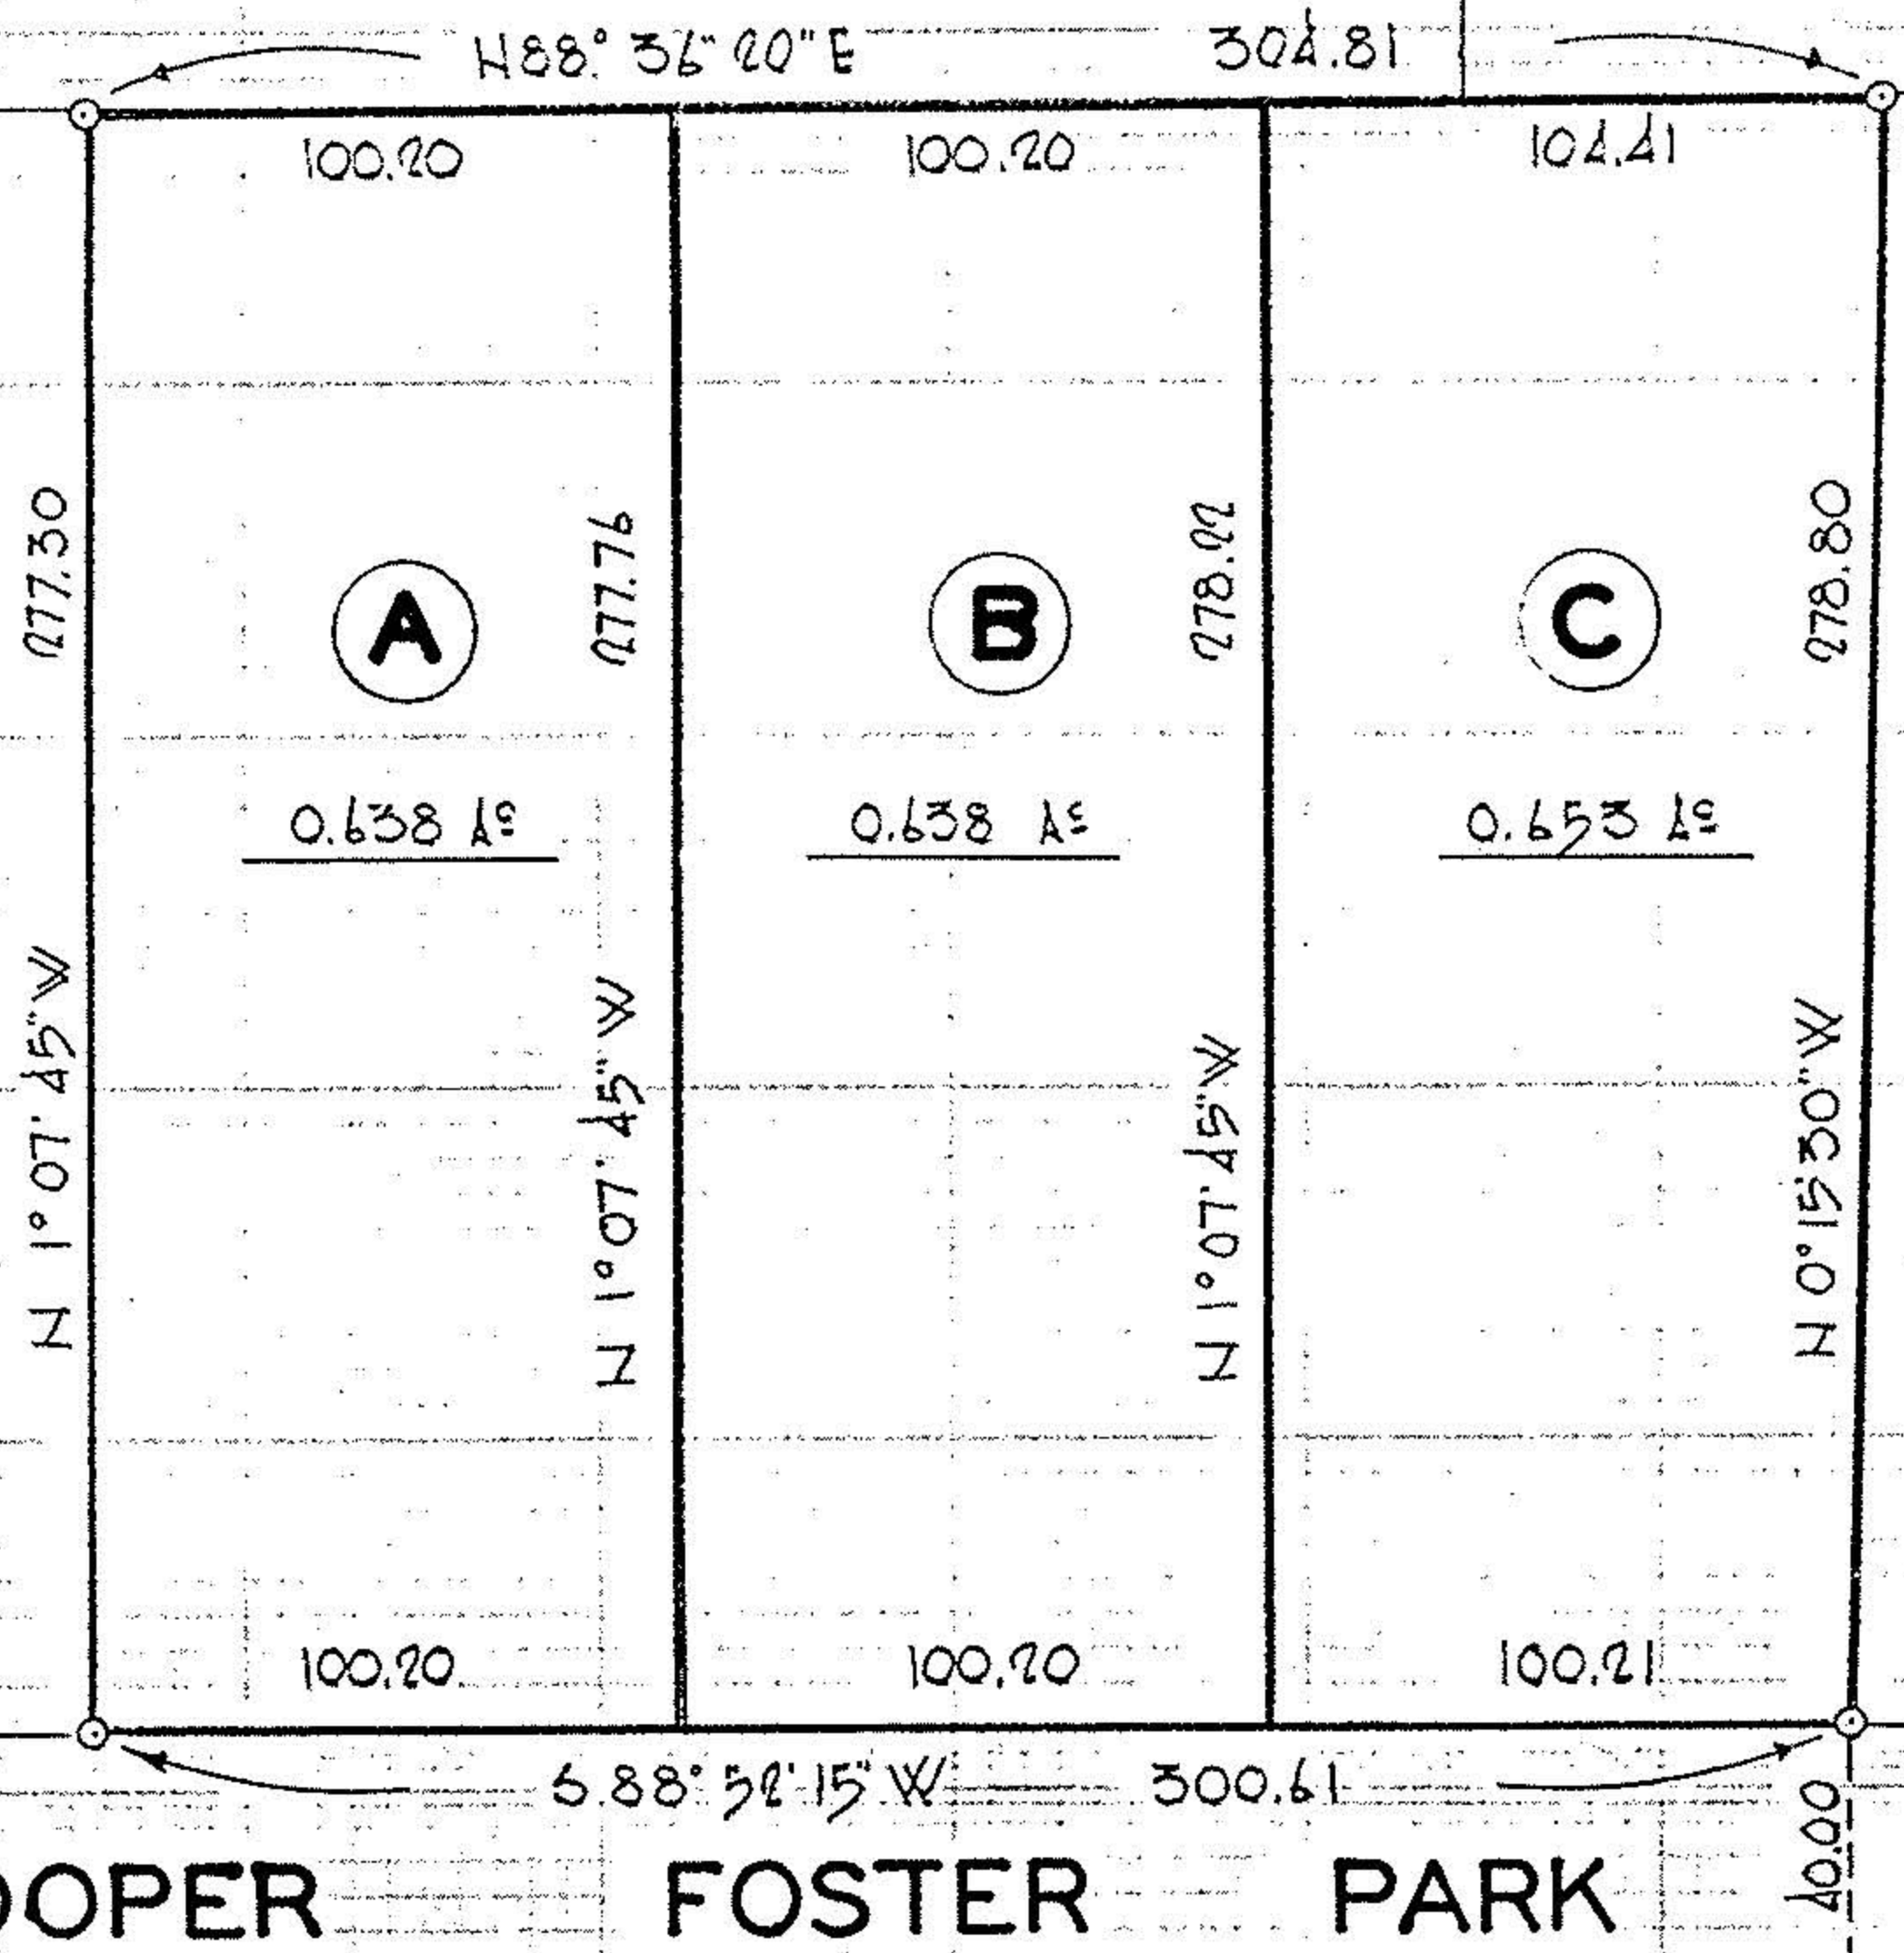 N88° 36" 20" E 304.81
100.20 100.20 104.41
277.30 277.76 278.22 278.80
A B C
0.638 Ac 0.638 Ac 0.653 Ac
N 1° 07' 45" W N 1° 07' 45" W N 1° 07' 45" W N 0° 15' 30" W
100.20 100.20 100.21
S 88° 52' 15" W 300.61
40.00
OOPER FOSTER PARK